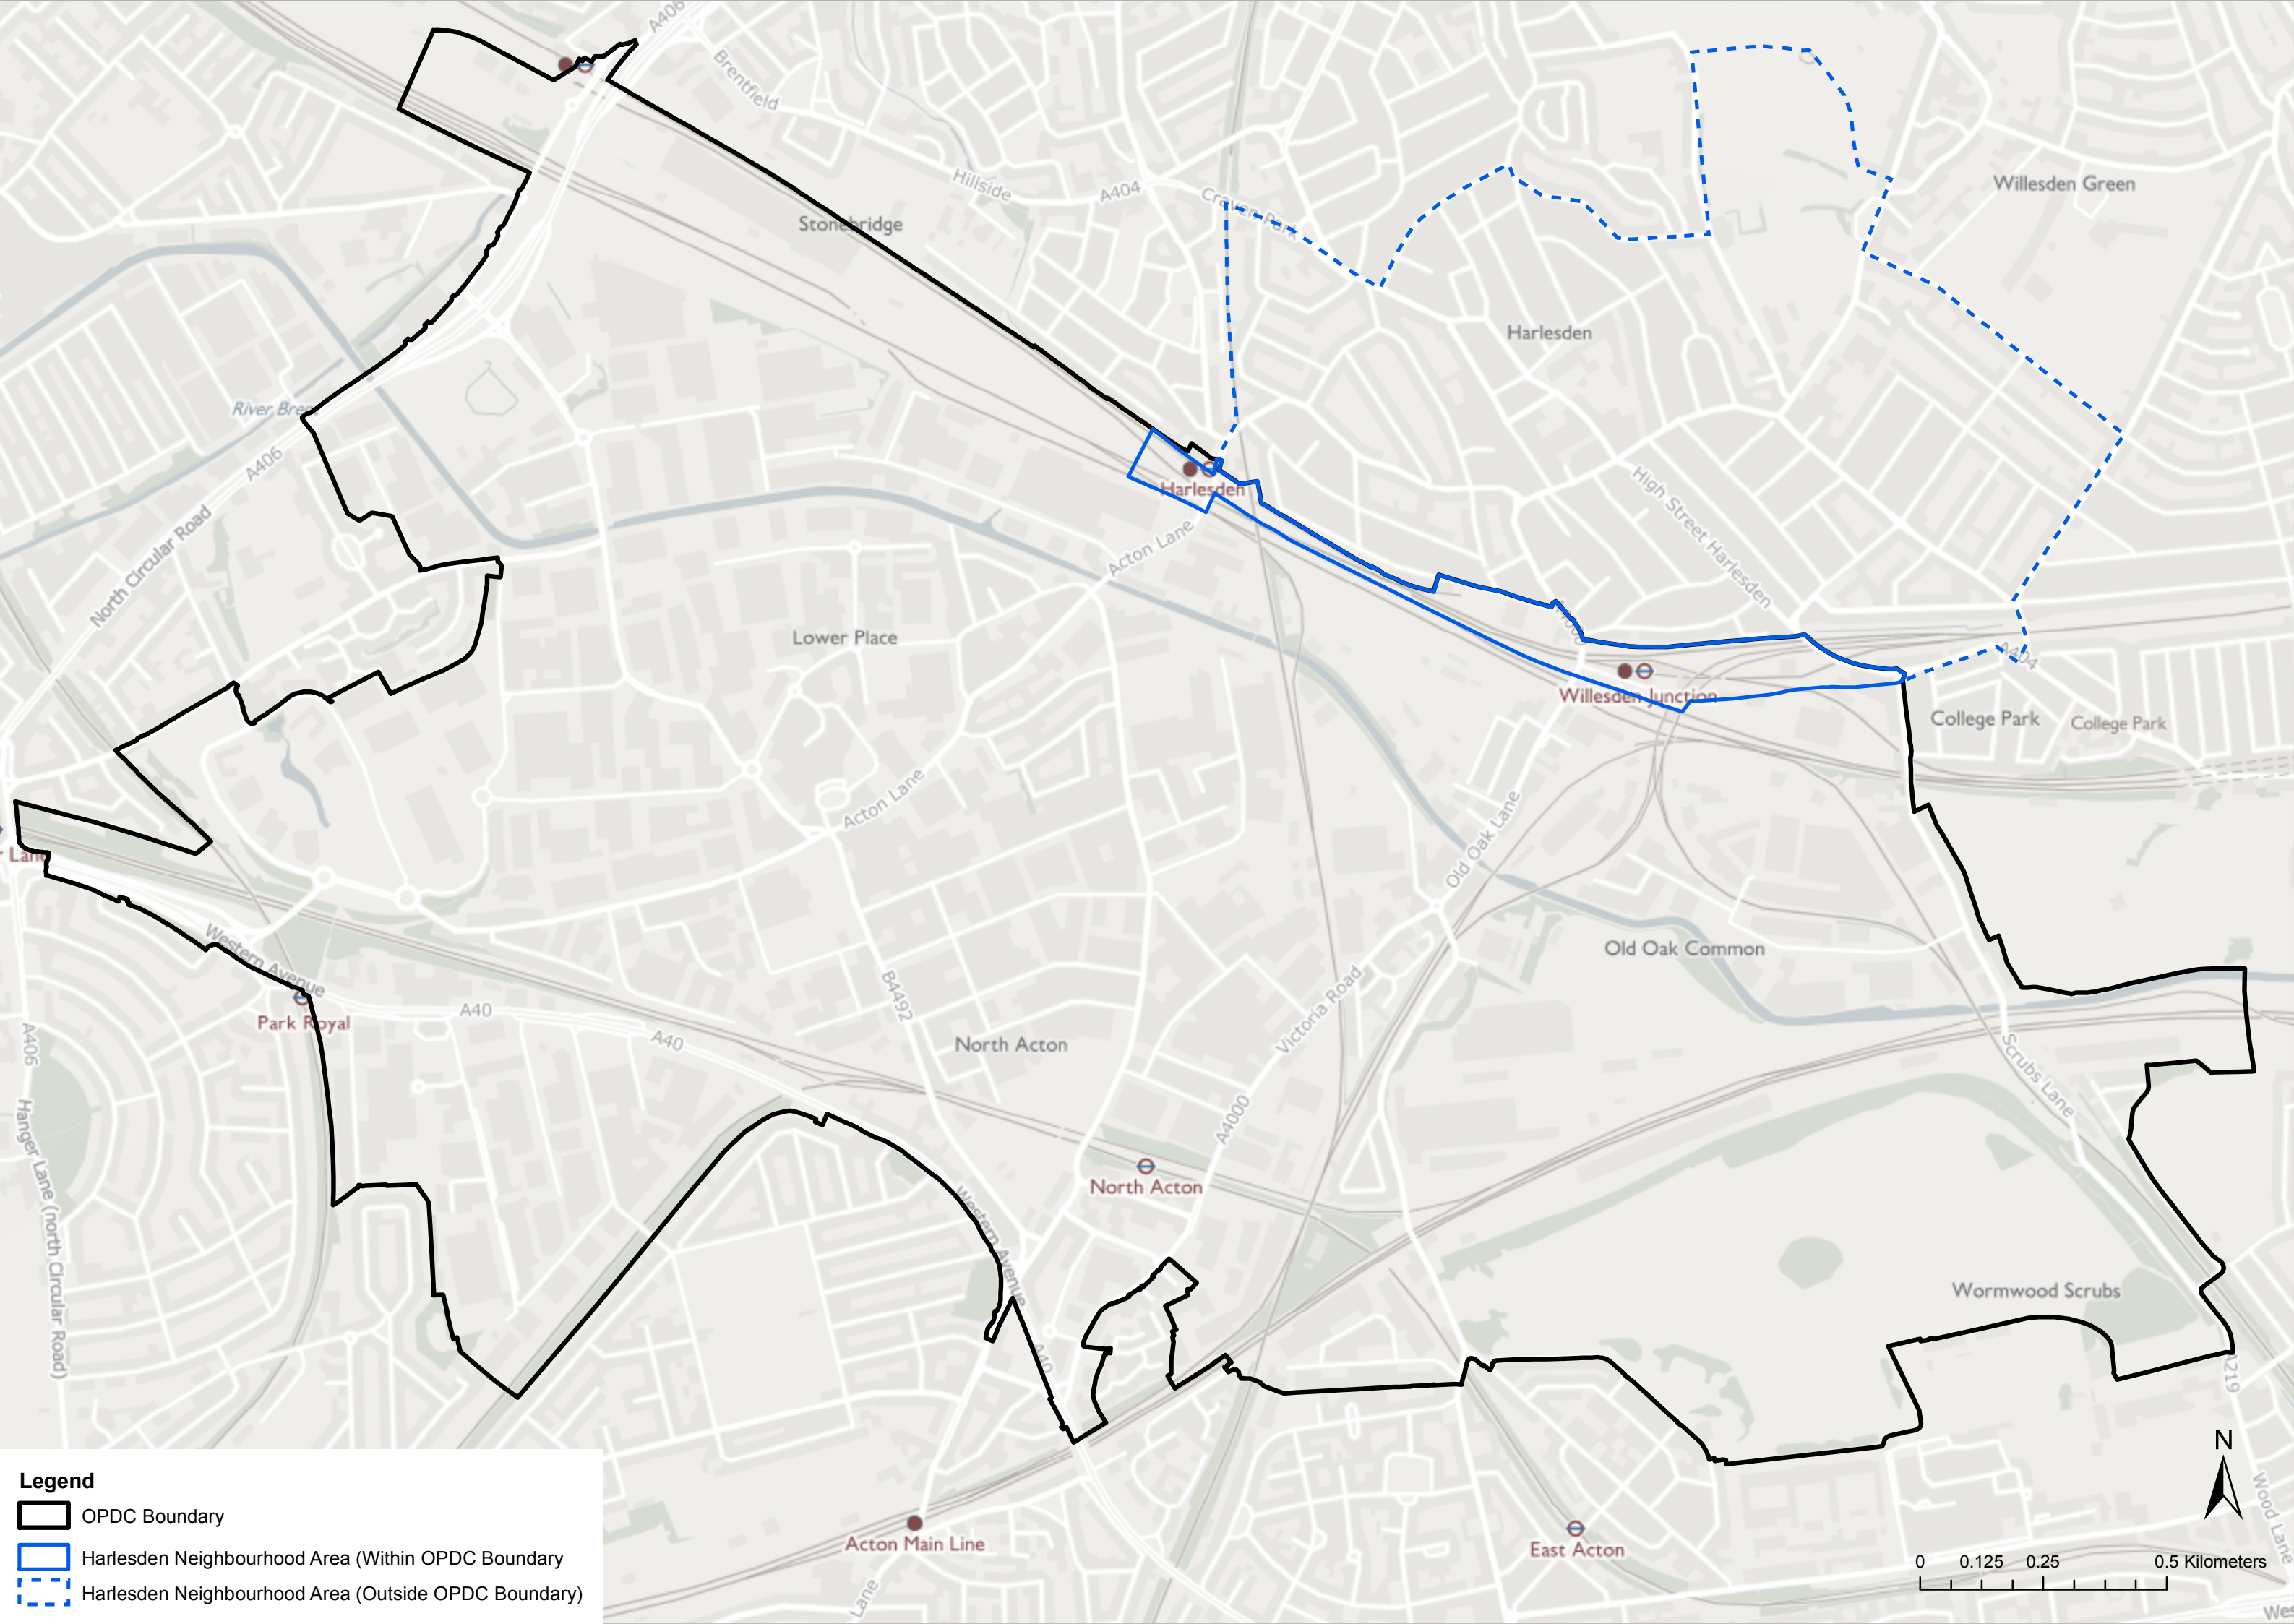 A406
Brentfield
Hillside
A404
Craven Park
Stonebridge
Willesden Green
Harlesden
River Brent
A406
North Circular Road
Harlesden
Acton Lane
High Street Harlesden
Lower Place
Willesden Junction
A404
College Park
College Park
Acton Lane
Old Oak Lane
Western Avenue
Park Royal
A40
A40
B4492
North Acton
Victoria Road
Old Oak Common
Scrubs Lane
A406
Hanger Lane (north Circular Road)
A4000
North Acton
Western Avenue
A40
Wormwood Scrubs
A219
Wood Lane
Acton Main Line
East Acton
Lane
N
0 0.125 0.25 0.5 Kilometers
Legend
OPDC Boundary
Harlesden Neighbourhood Area (Within OPDC Boundary
Harlesden Neighbourhood Area (Outside OPDC Boundary)